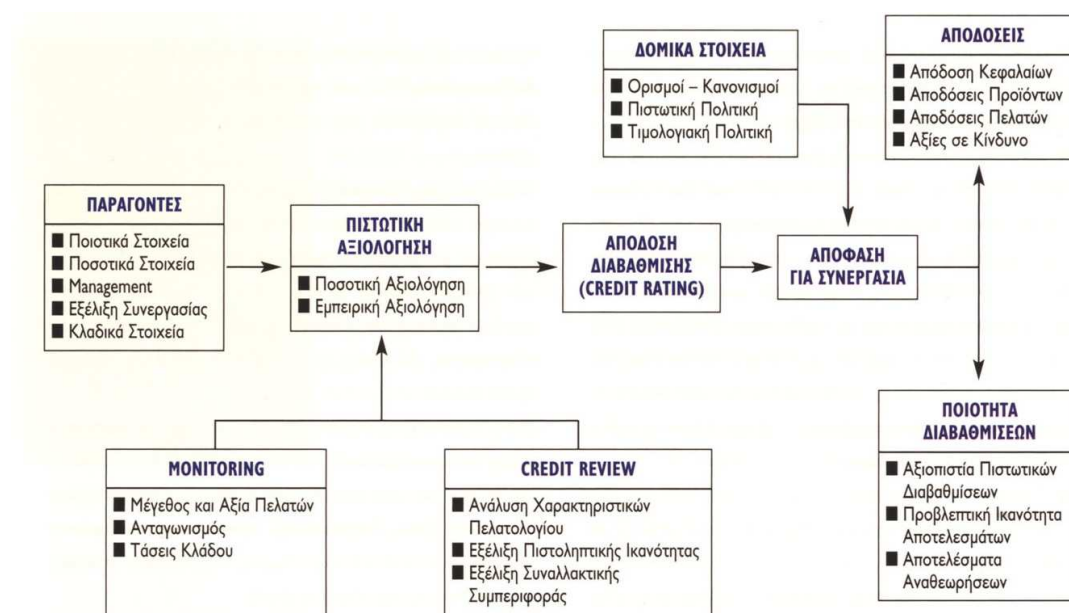 ΔΟΜΙΚΑ ΣΤΟΙΧΕΙΑ
■ Ορισμοί – Κανονισμοί
■ Πιστωτική Πολιτική
■ Τιμολογιακή Πολιτική
ΑΠΟΔΟΣΕΙΣ
■ Απόδοση Κεφαλαίων
■ Αποδόσεις Προϊόντων
■ Αποδόσεις Πελατών
■ Αξίες σε Κίνδυνο
ΠΑΡΑΓΟΝΤΕΣ
■ Ποιοτικά Στοιχεία
■ Ποσοτικά Στοιχεία
■ Management
■ Εξέλιξη Συνεργασίας
■ Κλαδικά Στοιχεία
ΠΙΣΤΩΤΙΚΗ
ΑΞΙΟΛΟΓΗΣΗ
■ Ποσοτική Αξιολόγηση
■ Εμπειρική Αξιολόγηση
ΑΠΟΔΟΣΗ
ΔΙΑΒΑΘΜΙΣΗΣ
(CREDIT RATING)
ΑΠΟΦΑΣΗ
ΓΙΑ ΣΥΝΕΡΓΑΣΙΑ
MONITORING
■ Μέγεθος και Αξία Πελατών
■ Ανταγωνισμός
■ Τάσεις Κλάδου
CREDIT REVIEW
■ Ανάλυση Χαρακτηριστικών
Πελατολογίου
■ Εξέλιξη Πιστοληπτικής Ικανότητας
■ Εξέλιξη Συναλλακτικής
Συμπεριφοράς
ΠΟΙΟΤΗΤΑ
ΔΙΑΒΑΘΜΙΣΕΩΝ
■ Αξιοπιστία Πιστωτικών
Διαβαθμίσεων
■ Προβλεπτική Ικανότητα
Αποτελεσμάτων
■ Αποτελέσματα
Αναθεωρήσεων